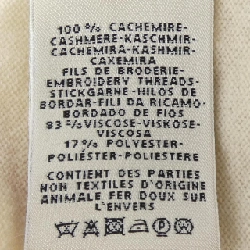 100 % CACHEMIRE-
CASHMERE-KASCHMIR-
CACHEMIRA-KASHMIR-
CAXEMIRA
FILS DE BRODERIE-
EMBROIDERY THREADS-
STICKGARNE-HILOS DE
BORDAR-FILI DA RICAMO-
BORDADO DE FIOS
83 %VISCOSE-VISKOSE-
VISCOSA
17 % POLYESTER-
POLIÉSTER-POLIESTERE
CONTIENT DES PARTIES
NON TEXTILES D'ORIGINE
ANIMALE FER DOUX SUR
L'ENVERS